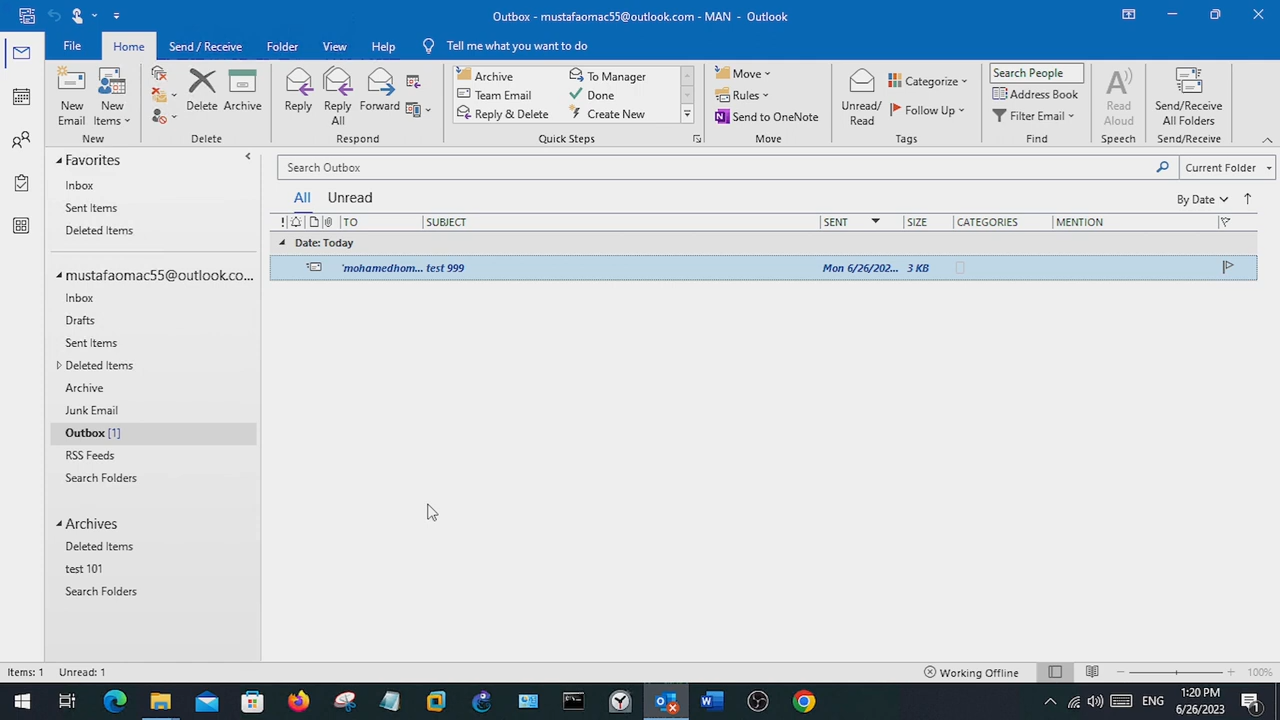 Outbox - mustafaomac55@outlook.com - MAN - Outlook
File Home Send / Receive Folder View Help Tell me what you want to do
New Email
New Items
New
Delete
Archive
Delete
Reply
Reply All
Forward
Respond
Archive
Team Email
Reply & Delete
To Manager
Done
Create New
Quick Steps
Move
Rules
Send to OneNote
Move
Unread/ Read
Categorize
Follow Up
Tags
Search People
Address Book
Filter Email
Find
Read Aloud
Speech
Send/Receive All Folders
Send/Receive
Favorites
Inbox
Sent Items
Deleted Items
mustafaomac55@outlook.co...
Inbox
Drafts
Sent Items
Deleted Items
Archive
Junk Email
Outbox [1]
RSS Feeds
Search Folders
Archives
Deleted Items
test 101
Search Folders
Search Outbox
Current Folder
All Unread
By Date
! TO SUBJECT SENT SIZE CATEGORIES MENTION
Date: Today
'mohamedhom... test 999 Mon 6/26/202... 3 KB
Items: 1 Unread: 1
Working Offline
100%
ENG
1:20 PM
6/26/2023
1